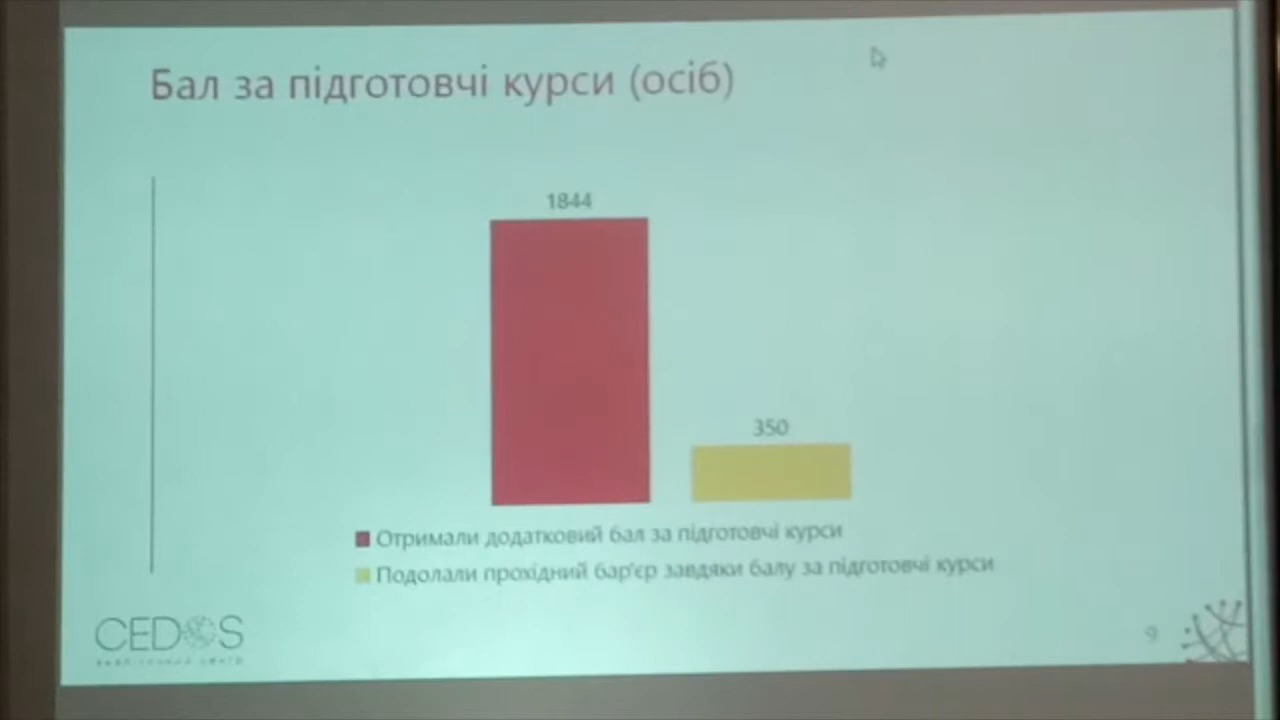 Бал за підготовчі курси (осіб)
1844
350
Отримали додатковий бал за підготовчі курси
Подолали прохідний бар'єр завдяки балу за підготовчі курси
CEDOS
9